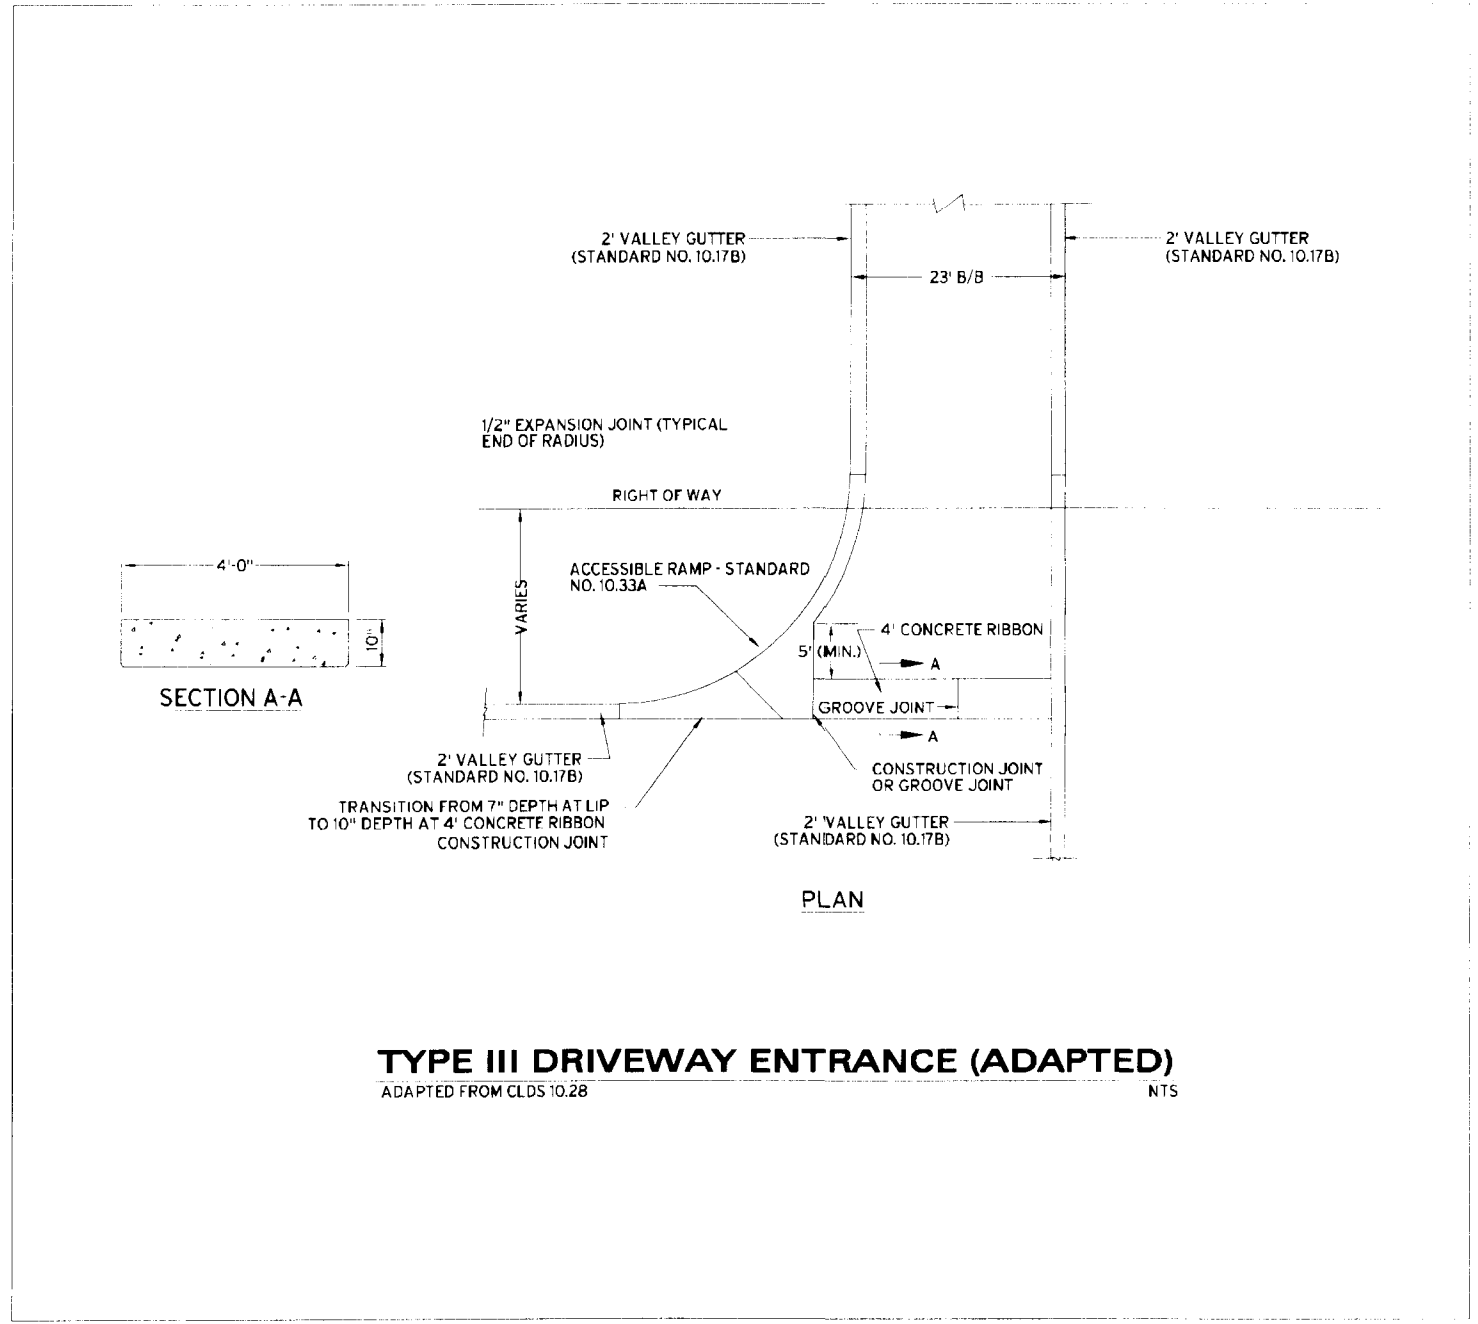 2' VALLEY GUTTER
(STANDARD NO. 10.17B)
2' VALLEY GUTTER
(STANDARD NO. 10.17B)
23' B/B
1/2" EXPANSION JOINT (TYPICAL
END OF RADIUS)
RIGHT OF WAY
4'-0"
10"
SECTION A-A
VARIES
ACCESSIBLE RAMP - STANDARD
NO. 10.33A
4' CONCRETE RIBBON
5' (MIN.)
A
GROOVE JOINT
A
2' VALLEY GUTTER
(STANDARD NO. 10.17B)
CONSTRUCTION JOINT
OR GROOVE JOINT
TRANSITION FROM 7" DEPTH AT LIP
TO 10" DEPTH AT 4' CONCRETE RIBBON
CONSTRUCTION JOINT
2' VALLEY GUTTER
(STANDARD NO. 10.17B)
PLAN
TYPE III DRIVEWAY ENTRANCE (ADAPTED)
ADAPTED FROM CLDS 10.28
NTS